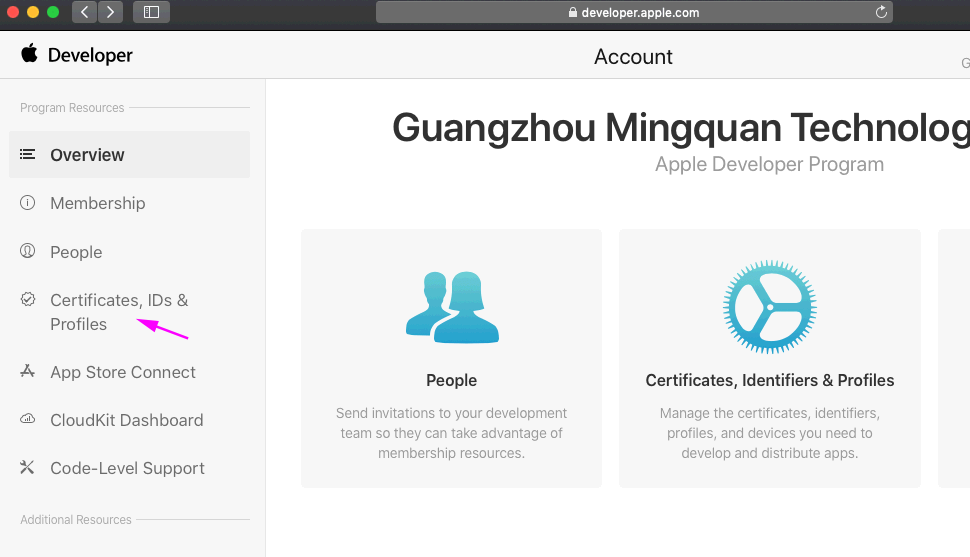 developer.apple.com
Developer
Account
G
Program Resources
Overview
Membership
People
Certificates, IDs &
Profiles
App Store Connect
CloudKit Dashboard
Code-Level Support
Additional Resources
Guangzhou Mingquan Technolog
Apple Developer Program
People
Send invitations to your development
team so they can take advantage of
membership resources.
Certificates, Identifiers & Profiles
Manage the certificates, identifiers,
profiles, and devices you need to
develop and distribute apps.